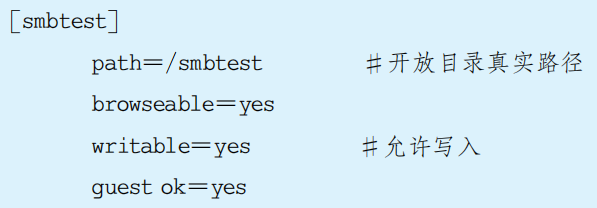 [smbtest]
path=/smbtest #开放目录真实路径
browseable=yes
writable=yes #允许写入
guest ok=yes